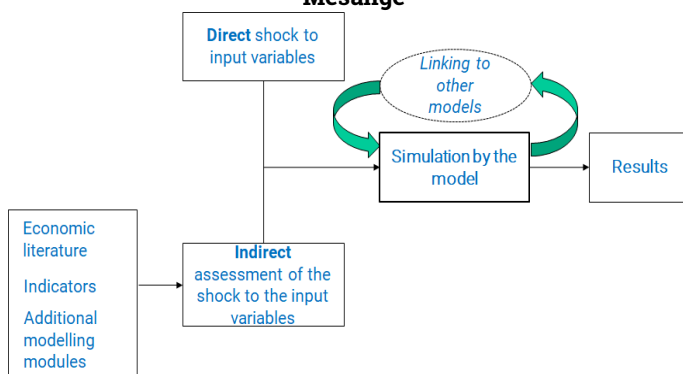 Mésange
Direct shock to
input variables
Linking to
other
models
Simulation by the
model
Results
Economic
literature
Indicators
Additional
modelling
modules
Indirect
assessment of the
shock to the input
variables